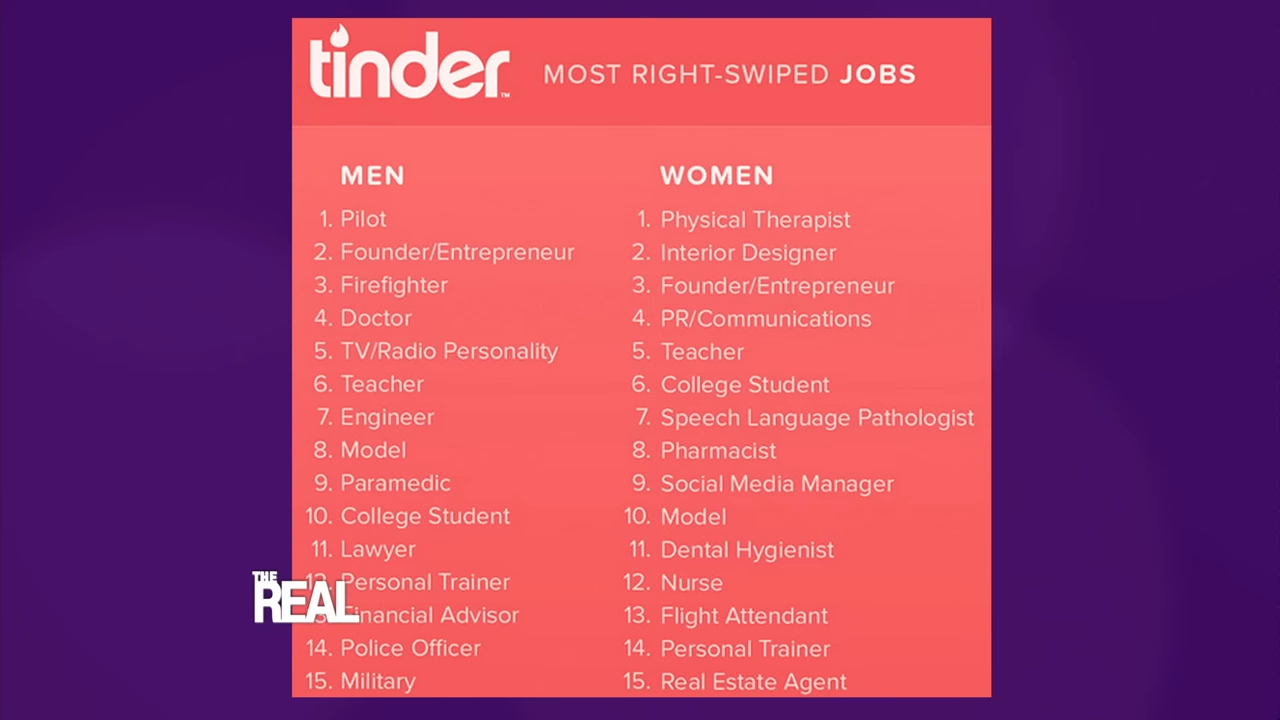 tinder™ MOST RIGHT-SWIPED JOBS
MEN
1. Pilot
2. Founder/Entrepreneur
3. Firefighter
4. Doctor
5. TV/Radio Personality
6. Teacher
7. Engineer
8. Model
9. Paramedic
10. College Student
11. Lawyer
12. Personal Trainer
Financial Advisor
14. Police Officer
15. Military
WOMEN
1. Physical Therapist
2. Interior Designer
3. Founder/Entrepreneur
4. PR/Communications
5. Teacher
6. College Student
7. Speech Language Pathologist
8. Pharmacist
9. Social Media Manager
10. Model
11. Dental Hygienist
12. Nurse
13. Flight Attendant
14. Personal Trainer
15. Real Estate Agent
THE
REAL